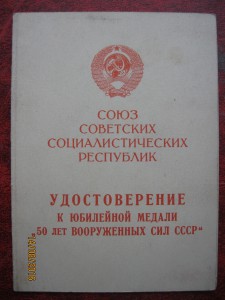 СОЮЗ
СОВЕТСКИХ
СОЦИАЛИСТИЧЕСКИХ
РЕСПУБЛИК
УДОСТОВЕРЕНИЕ
К ЮБИЛЕЙНОЙ МЕДАЛИ
„50 ЛЕТ ВООРУЖЕННЫХ СИЛ СССР“